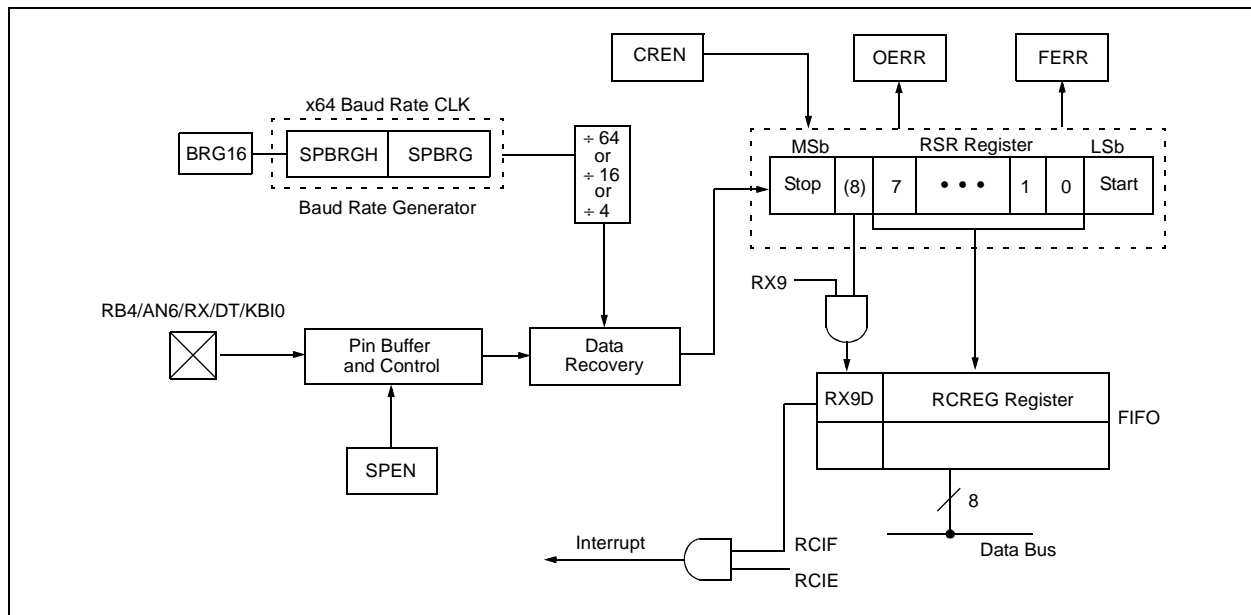 CREN
OERR
FERR
x64 Baud Rate CLK
BRG16
SPBRGH
SPBRG
÷ 64
or
÷ 16
or
÷ 4
Baud Rate Generator
MSb
RSR Register
LSb
Stop
(8)
7
• • •
1
0
Start
RX9
RB4/AN6/RX/DT/KBI0
Pin Buffer
and Control
Data
Recovery
SPEN
RX9D
RCREG Register
FIFO
8
Data Bus
Interrupt
RCIF
RCIE